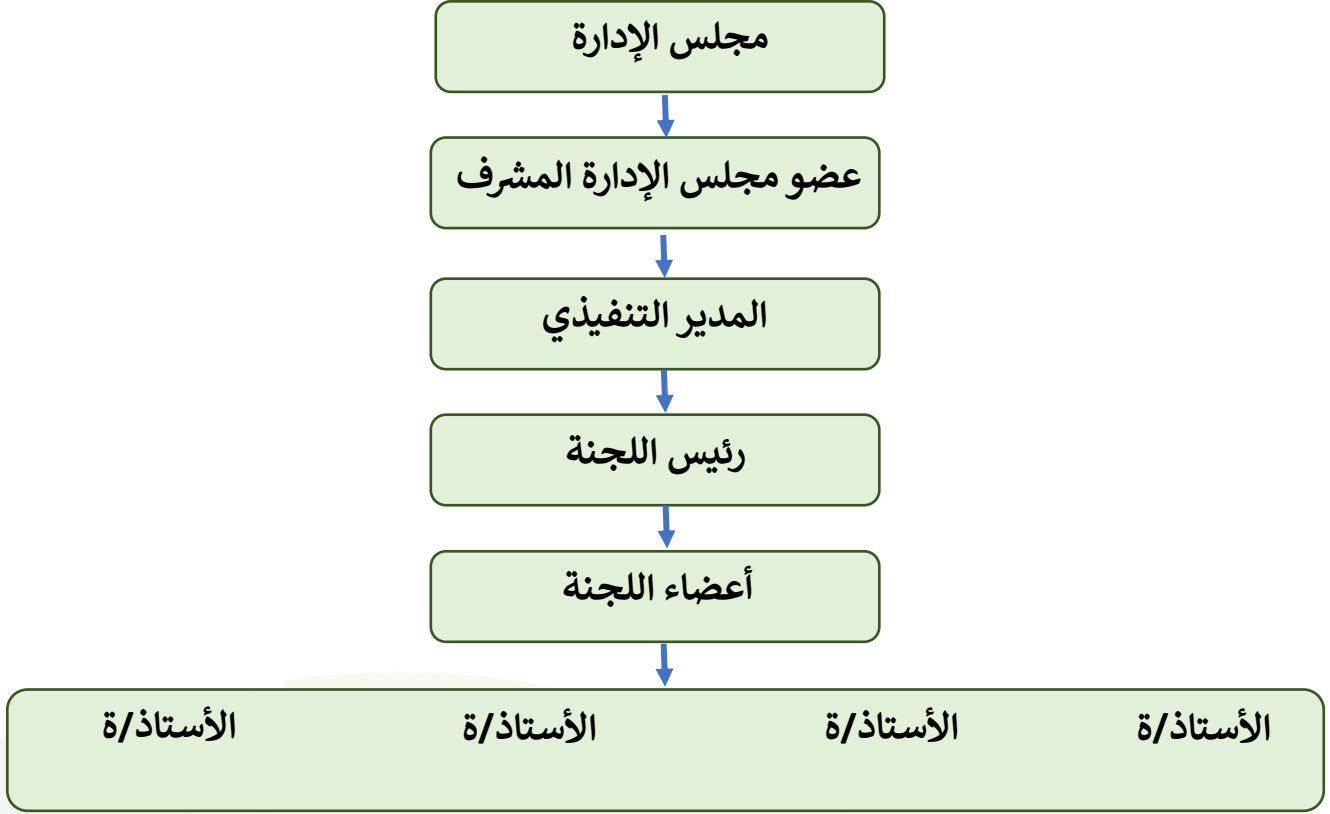 مجلس الإدارة
عضو مجلس الإدارة المشرف
المدير التنفيذي
رئيس اللجنة
أعضاء اللجنة
الأستاذ/ة الأستاذ/ة الأستاذ/ة الأستاذ/ة